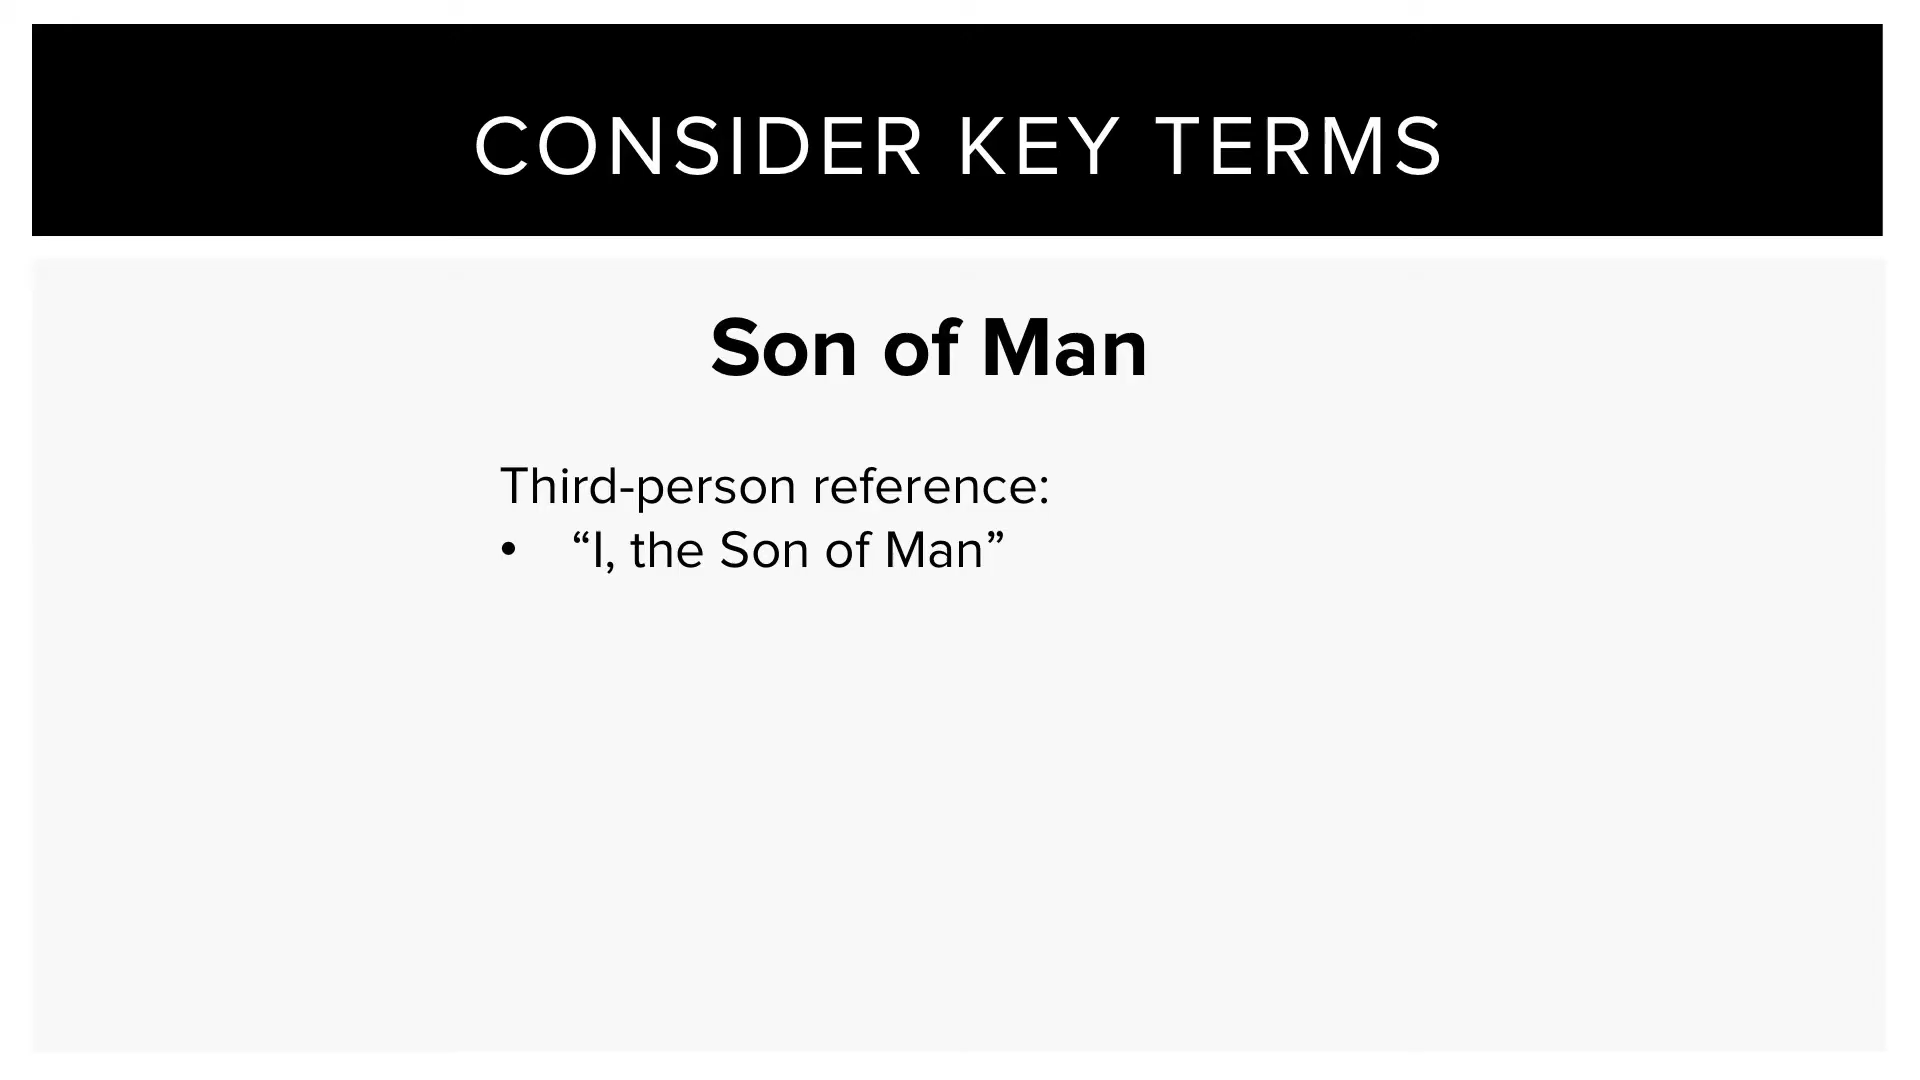 CONSIDER KEY TERMS
Son of Man
Third-person reference:
• “I, the Son of Man”